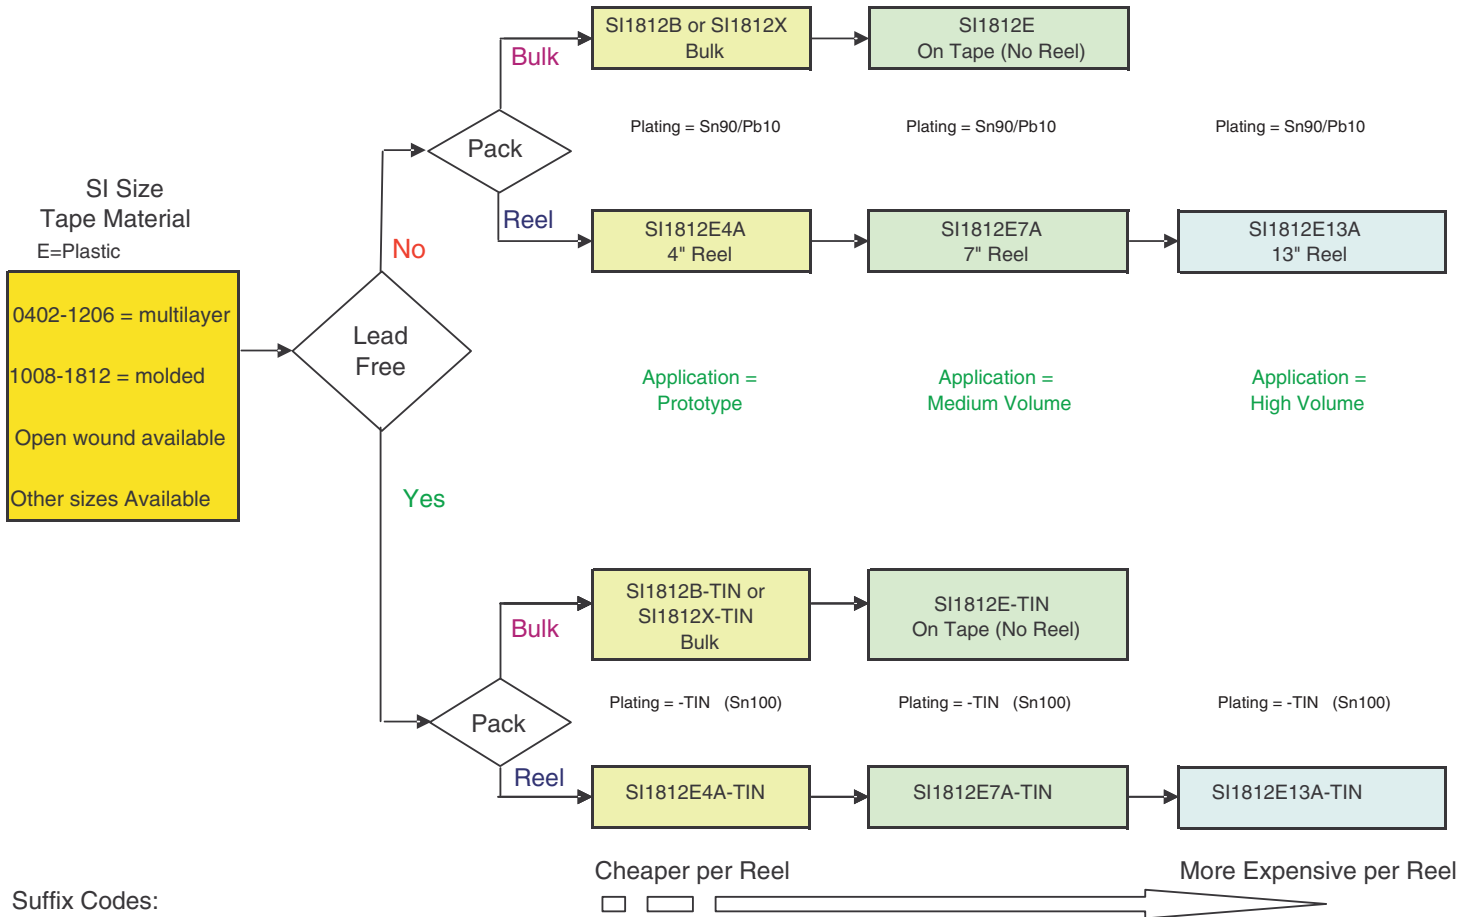 SI1812B or SI1812X
Bulk
SI1812E
On Tape (No Reel)
Bulk
Plating = Sn90/Pb10
Plating = Sn90/Pb10
Plating = Sn90/Pb10
Pack
SI Size
Tape Material
E=Plastic
Reel
SI1812E4A
4" Reel
SI1812E7A
7" Reel
SI1812E13A
13" Reel
No
0402-1206 = multilayer
1008-1812 = molded
Open wound available
Other sizes Available
Lead
Free
Application =
Prototype
Application =
Medium Volume
Application =
High Volume
Yes
SI1812B-TIN or
SI1812X-TIN
Bulk
SI1812E-TIN
On Tape (No Reel)
Bulk
Plating = -TIN (Sn100)
Plating = -TIN (Sn100)
Plating = -TIN (Sn100)
Pack
Reel
SI1812E4A-TIN
SI1812E7A-TIN
SI1812E13A-TIN
Cheaper per Reel
More Expensive per Reel
Suffix Codes: